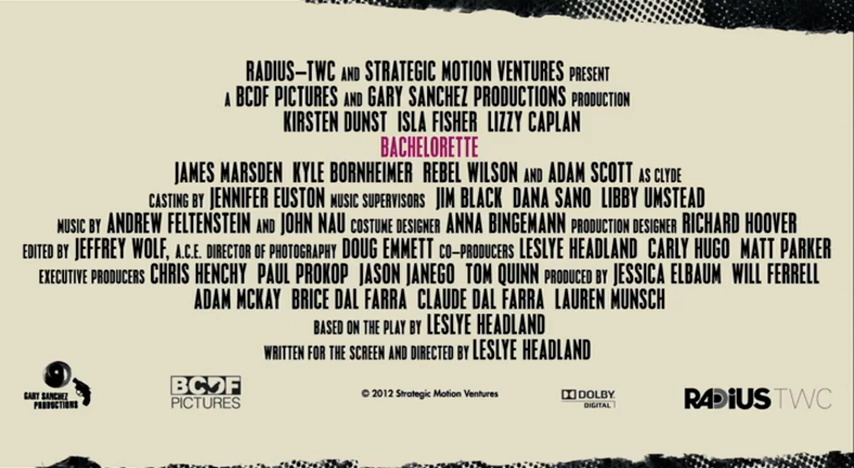 RADIUS–TWC AND STRATEGIC MOTION VENTURES PRESENT
A BCDF PICTURES AND GARY SANCHEZ PRODUCTIONS PRODUCTION
KIRSTEN DUNST ISLA FISHER LIZZY CAPLAN
BACHELORETTE
JAMES MARSDEN KYLE BORNHEIMER REBEL WILSON AND ADAM SCOTT AS CLYDE
CASTING BY JENNIFER EUSTON MUSIC SUPERVISORS JIM BLACK DANA SANO LIBBY UMSTEAD
MUSIC BY ANDREW FELTENSTEIN AND JOHN NAU COSTUME DESIGNER ANNA BINGEMANN PRODUCTION DESIGNER RICHARD HOOVER
EDITED BY JEFFREY WOLF, A.C.E. DIRECTOR OF PHOTOGRAPHY DOUG EMMETT CO-PRODUCERS LESLYE HEADLAND CARLY HUGO MATT PARKER
EXECUTIVE PRODUCERS CHRIS HENCHY PAUL PROKOP JASON JANEGO TOM QUINN PRODUCED BY JESSICA ELBAUM WILL FERRELL
ADAM MCKAY BRICE DAL FARRA CLAUDE DAL FARRA LAUREN MUNSCH
BASED ON THE PLAY BY LESLYE HEADLAND
WRITTEN FOR THE SCREEN AND DIRECTED BY LESLYE HEADLAND
GARY SANCHEZ
PRODUCTIONS
BCDF
PICTURES
© 2012 Strategic Motion Ventures
DOLBY
DIGITAL
RADiUSTWC